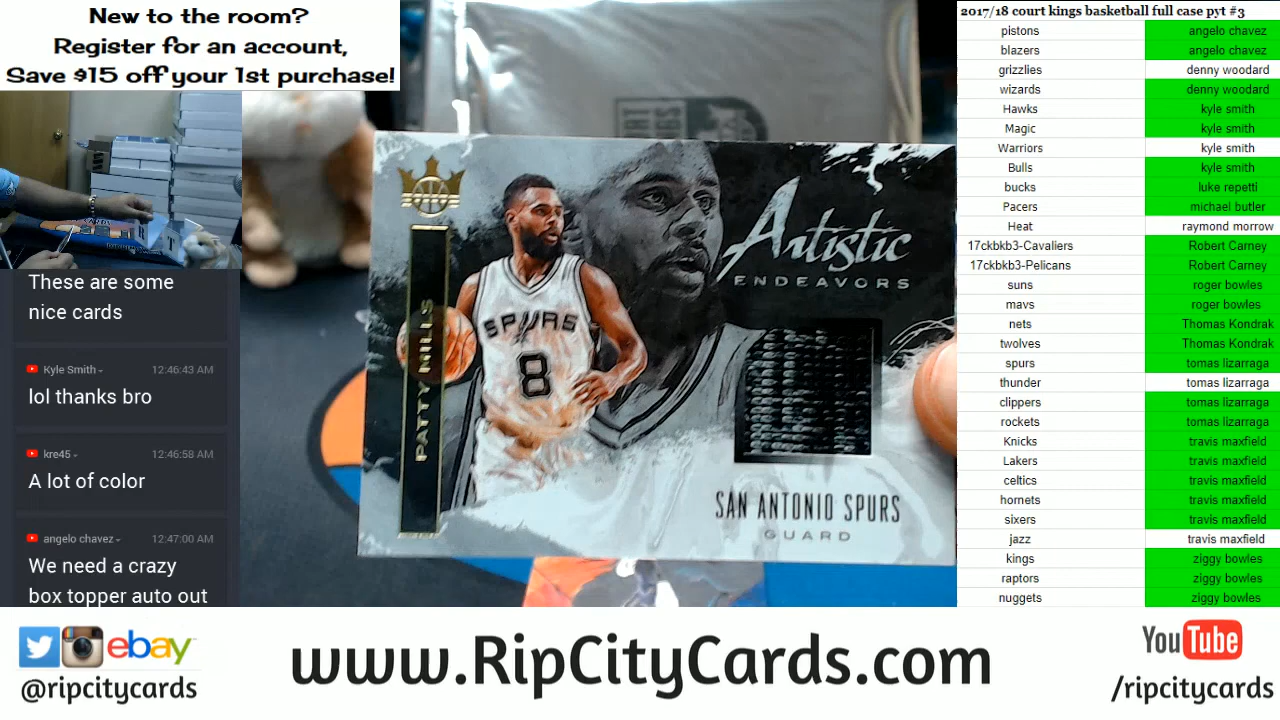 New to the room?
Register for an account,
Save $15 off your 1st purchase!
These are some
nice cards
Kyle Smith 12:46:43 AM
lol thanks bro
kre45 12:46:58 AM
A lot of color
angelo chavez 12:47:00 AM
We need a crazy
box topper auto out
PATTY MILLS
SPURS
8
Artistic
ENDEAVORS
SAN ANTONIO SPURS
GUARD
2017/18 court kings basketball full case pyt #3
pistons angelo chavez
blazers angelo chavez
grizzlies denny woodard
wizards denny woodard
Hawks kyle smith
Magic kyle smith
Warriors kyle smith
Bulls kyle smith
bucks luke repetti
Pacers michael butler
Heat raymond morrow
17ckbkb3-Cavaliers Robert Carney
17ckbkb3-Pelicans Robert Carney
suns roger bowles
mavs roger bowles
nets Thomas Kondrak
twolves Thomas Kondrak
spurs tomas lizarraga
thunder tomas lizarraga
clippers tomas lizarraga
rockets tomas lizarraga
Knicks travis maxfield
Lakers travis maxfield
celtics travis maxfield
hornets travis maxfield
sixers travis maxfield
jazz travis maxfield
kings ziggy bowles
raptors ziggy bowles
nuggets ziggy bowles
ebay
@ripcitycards
www.RipCityCards.com
YouTube
/ripcitycards